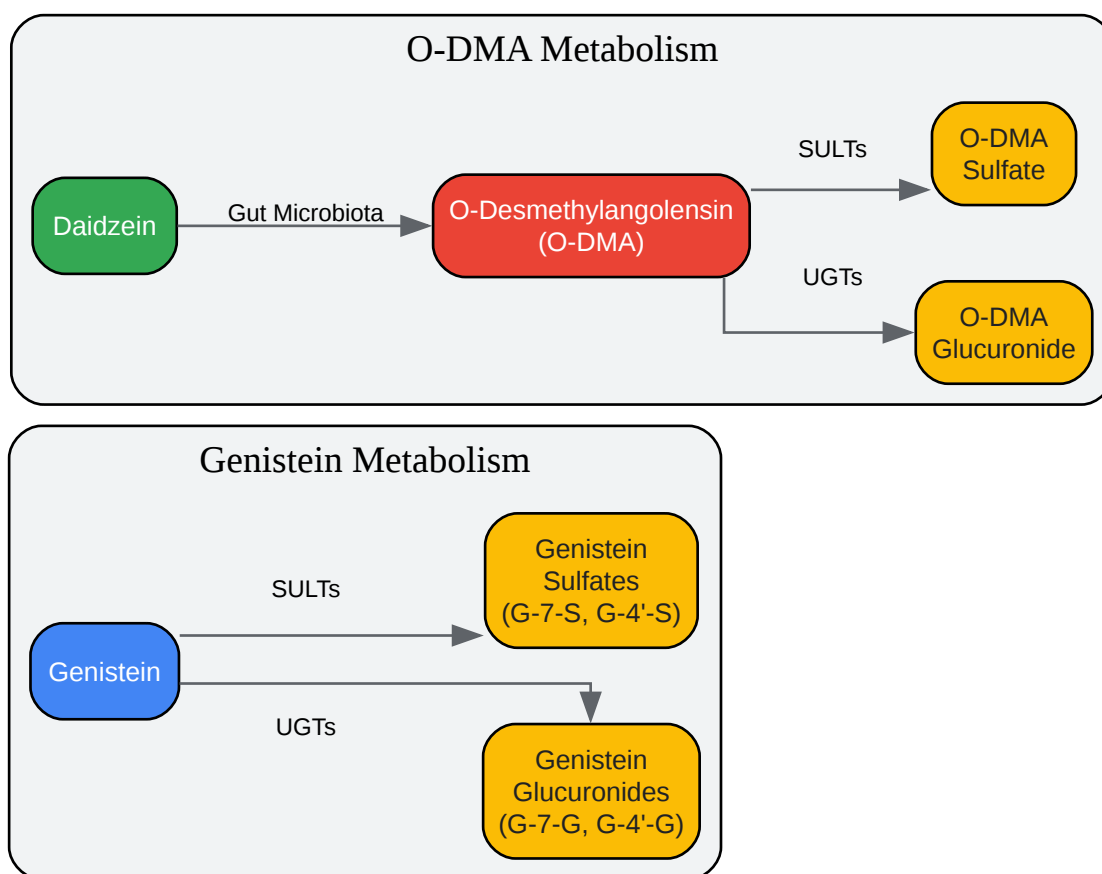 O-DMA Metabolism
Daidzein
Gut Microbiota
O-Desmethylangolensin
(O-DMA)
SULTs
O-DMA
Sulfate
UGTs
O-DMA
Glucuronide
Genistein Metabolism
Genistein
SULTs
Genistein
Sulfates
(G-7-S, G-4'-S)
UGTs
Genistein
Glucuronides
(G-7-G, G-4'-G)